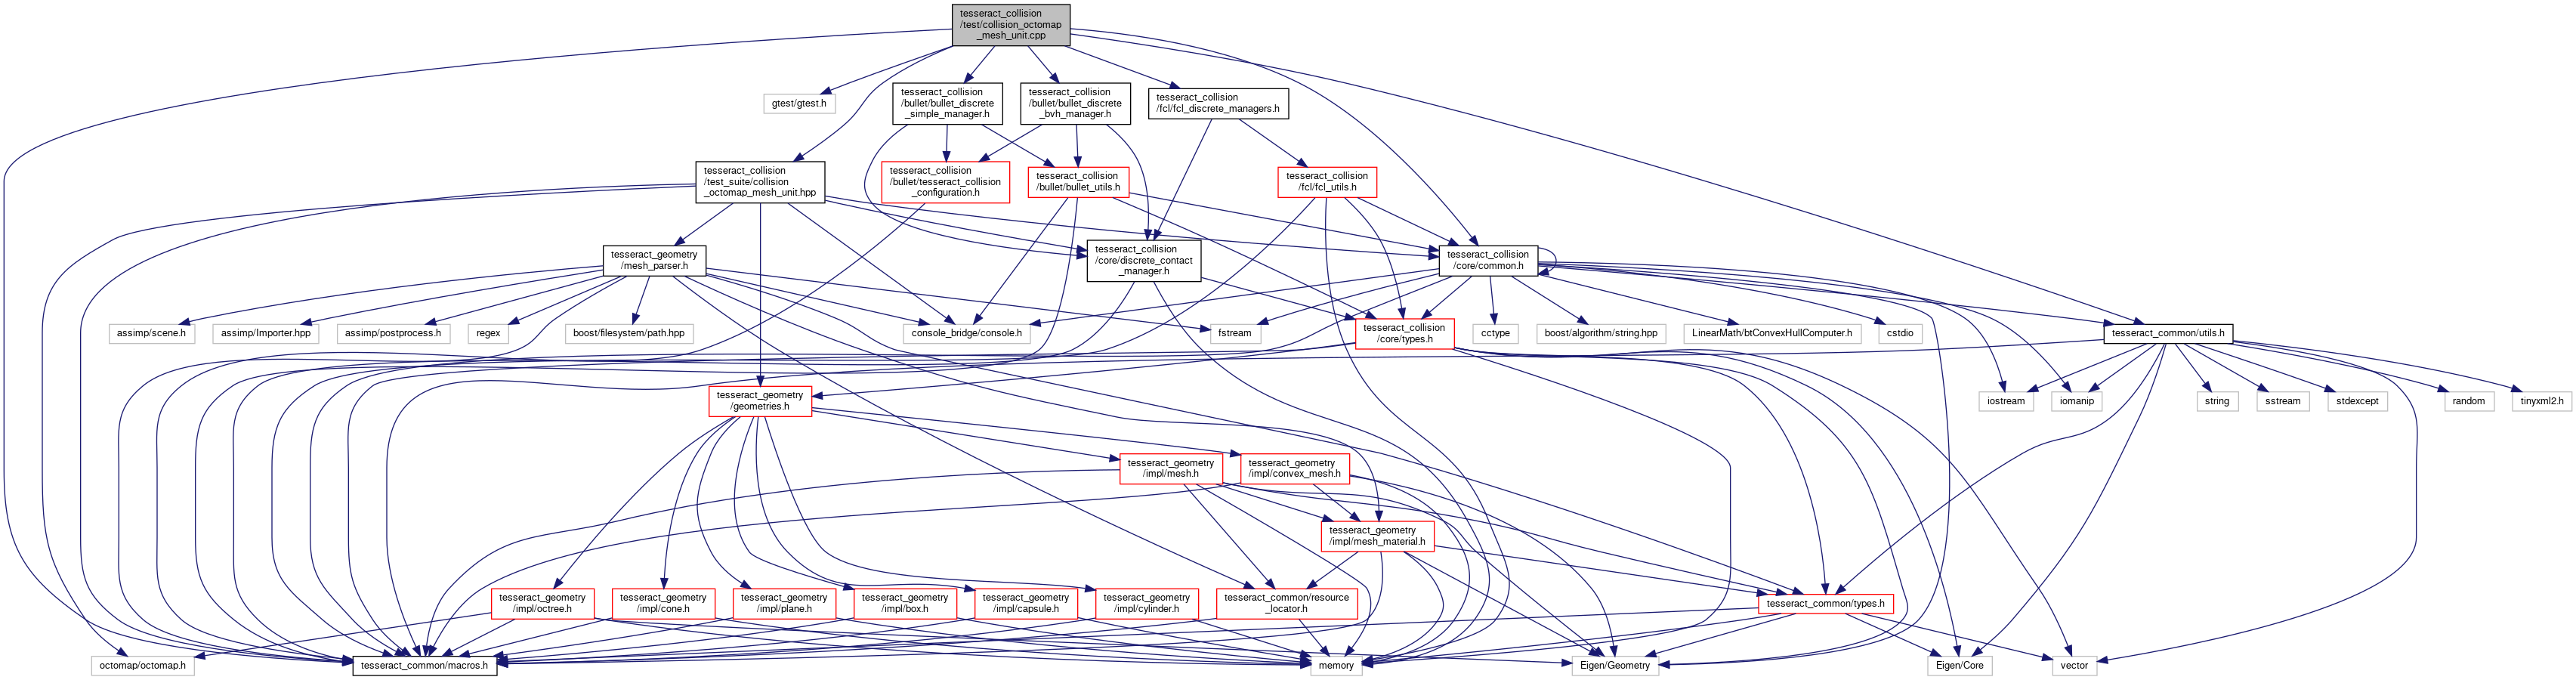 tesseract_collision
/test/collision_octomap
_mesh_unit.cpp
gtest/gtest.h
tesseract_collision
/bullet/bullet_discrete
_simple_manager.h
tesseract_collision
/bullet/bullet_discrete
_bvh_manager.h
tesseract_collision
/fcl/fcl_discrete_managers.h
tesseract_collision
/test_suite/collision
_octomap_mesh_unit.hpp
tesseract_collision
/bullet/tesseract_collision
_configuration.h
tesseract_collision
/bullet/bullet_utils.h
tesseract_collision
/fcl/fcl_utils.h
tesseract_geometry
/mesh_parser.h
tesseract_collision
/core/discrete_contact
_manager.h
tesseract_collision
/core/common.h
assimp/scene.h
assimp/Importer.hpp
assimp/postprocess.h
regex
boost/filesystem/path.hpp
console_bridge/console.h
fstream
tesseract_collision
/core/types.h
cctype
boost/algorithm/string.hpp
LinearMath/btConvexHullComputer.h
cstdio
tesseract_common/utils.h
tesseract_geometry
/geometries.h
iostream
iomanip
string
sstream
stdexcept
random
tinyxml2.h
tesseract_geometry
/impl/mesh.h
tesseract_geometry
/impl/convex_mesh.h
tesseract_geometry
/impl/mesh_material.h
tesseract_geometry
/impl/octree.h
tesseract_geometry
/impl/cone.h
tesseract_geometry
/impl/plane.h
tesseract_geometry
/impl/box.h
tesseract_geometry
/impl/capsule.h
tesseract_geometry
/impl/cylinder.h
tesseract_common/resource
_locator.h
tesseract_common/types.h
octomap/octomap.h
tesseract_common/macros.h
memory
Eigen/Geometry
Eigen/Core
vector